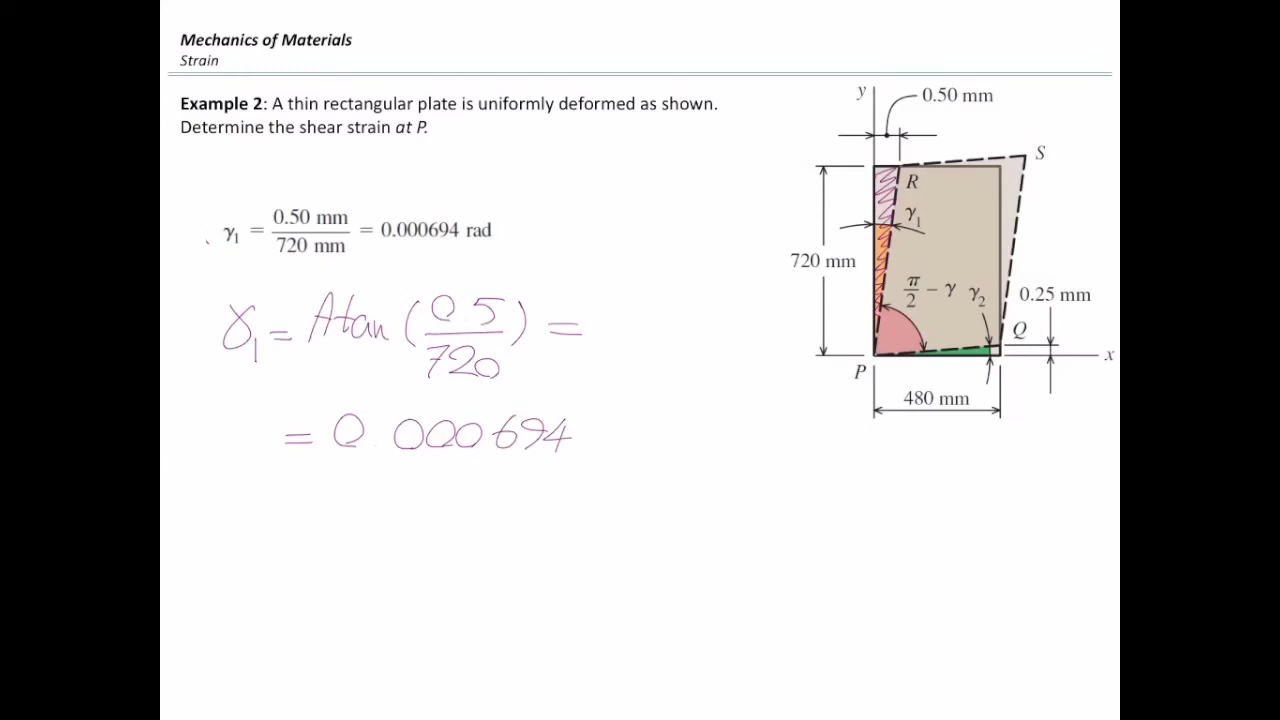 Mechanics of Materials
Strain
Example 2: A thin rectangular plate is uniformly deformed as shown.
Determine the shear strain at P.
γ₁ = 0.50 mm / 720 mm = 0.000694 rad
γ₁ = Atan (0.5 / 720) =
= 0.000694
y
0.50 mm
S
R
γ₁
720 mm
π/2 − γ
γ₂
0.25 mm
Q
x
P
480 mm